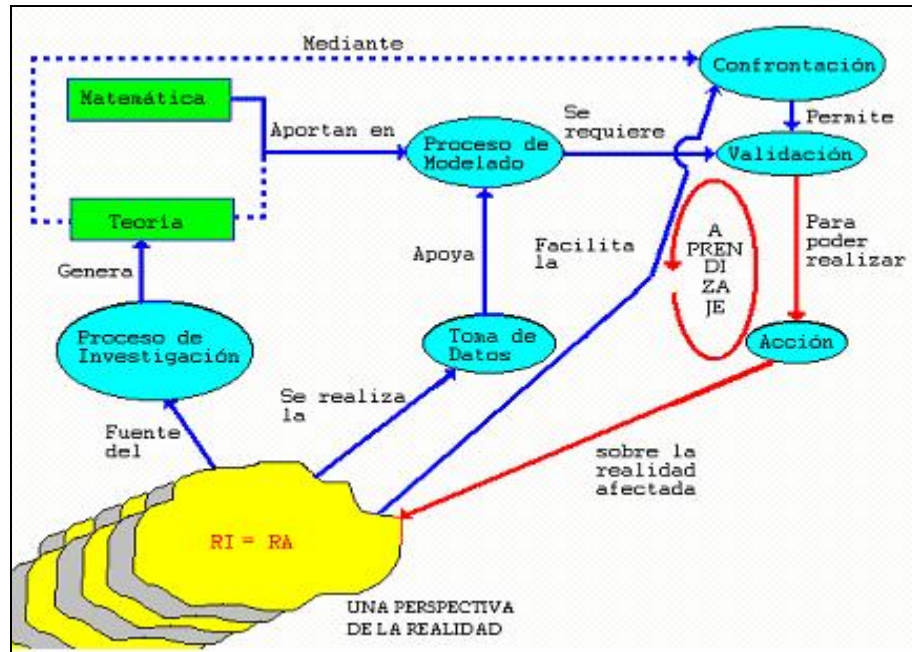 Mediante
Confrontación
Matemática
Se
requiere
Permite
Aportan en
Proceso de
Modelado
Validación
Teoría
Facilita
la
A
PREN
DI
ZA
JE
Para
poder
realizar
Genera
Apoya
Proceso de
Investigación
Toma de
Datos
Acción
Se realiza
la
Fuente
del
sobre la
realidad
afectada
RI = RA
UNA PERSPECTIVA
DE LA REALIDAD